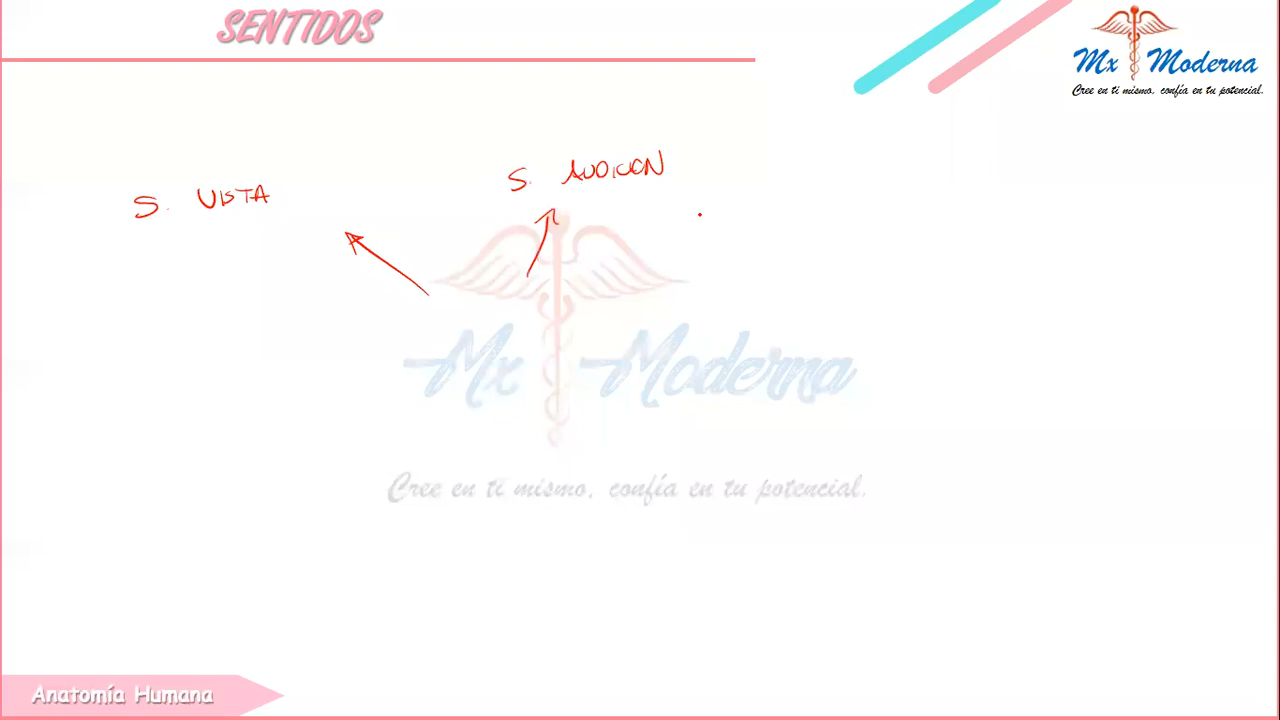 SENTIDOS
Mx Moderna
Cree en ti mismo, confía en tu potencial.
S. VISTA
S. AUDICION
Mx Moderna
Cree en ti mismo, confía en tu potencial.
Anatomía Humana